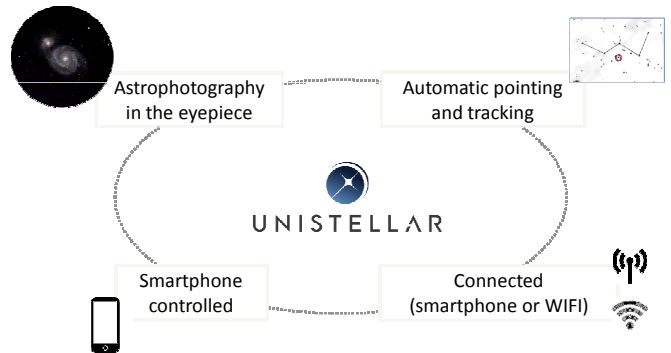 Astrophotography
in the eyepiece
Automatic pointing
and tracking
UNISTELLAR
Smartphone
controlled
Connected
(smartphone or WIFI)